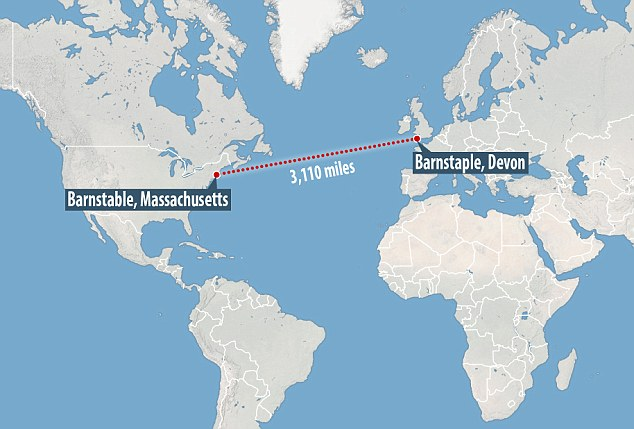 Barnstaple, Devon
3,110 miles
Barnstable, Massachusetts